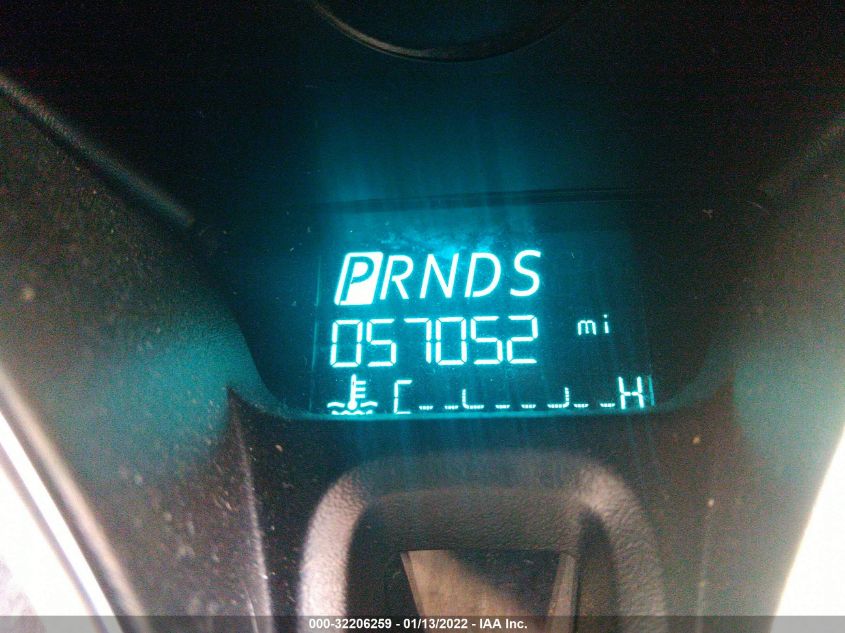 PRNDS
057052 mi
C H
000-32206259 - 01/13/2022 - IAA Inc.